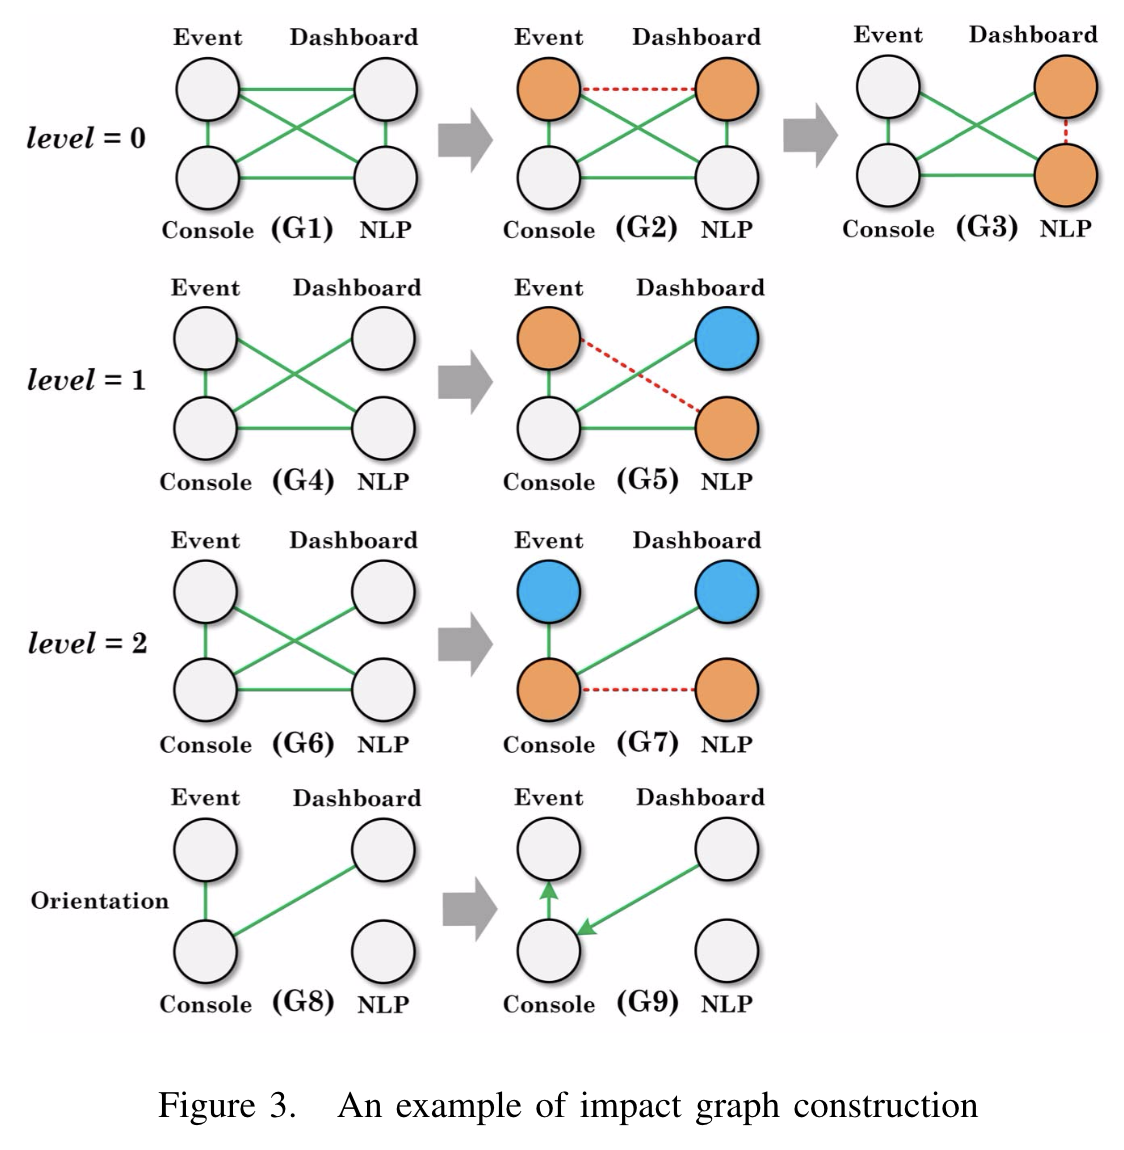 Event Dashboard Event Dashboard Event Dashboard
level = 0
Console (G1) NLP Console (G2) NLP Console (G3) NLP
Event Dashboard Event Dashboard
level = 1
Console (G4) NLP Console (G5) NLP
Event Dashboard Event Dashboard
level = 2
Console (G6) NLP Console (G7) NLP
Event Dashboard Event Dashboard
Orientation
Console (G8) NLP Console (G9) NLP
Figure 3. An example of impact graph construction